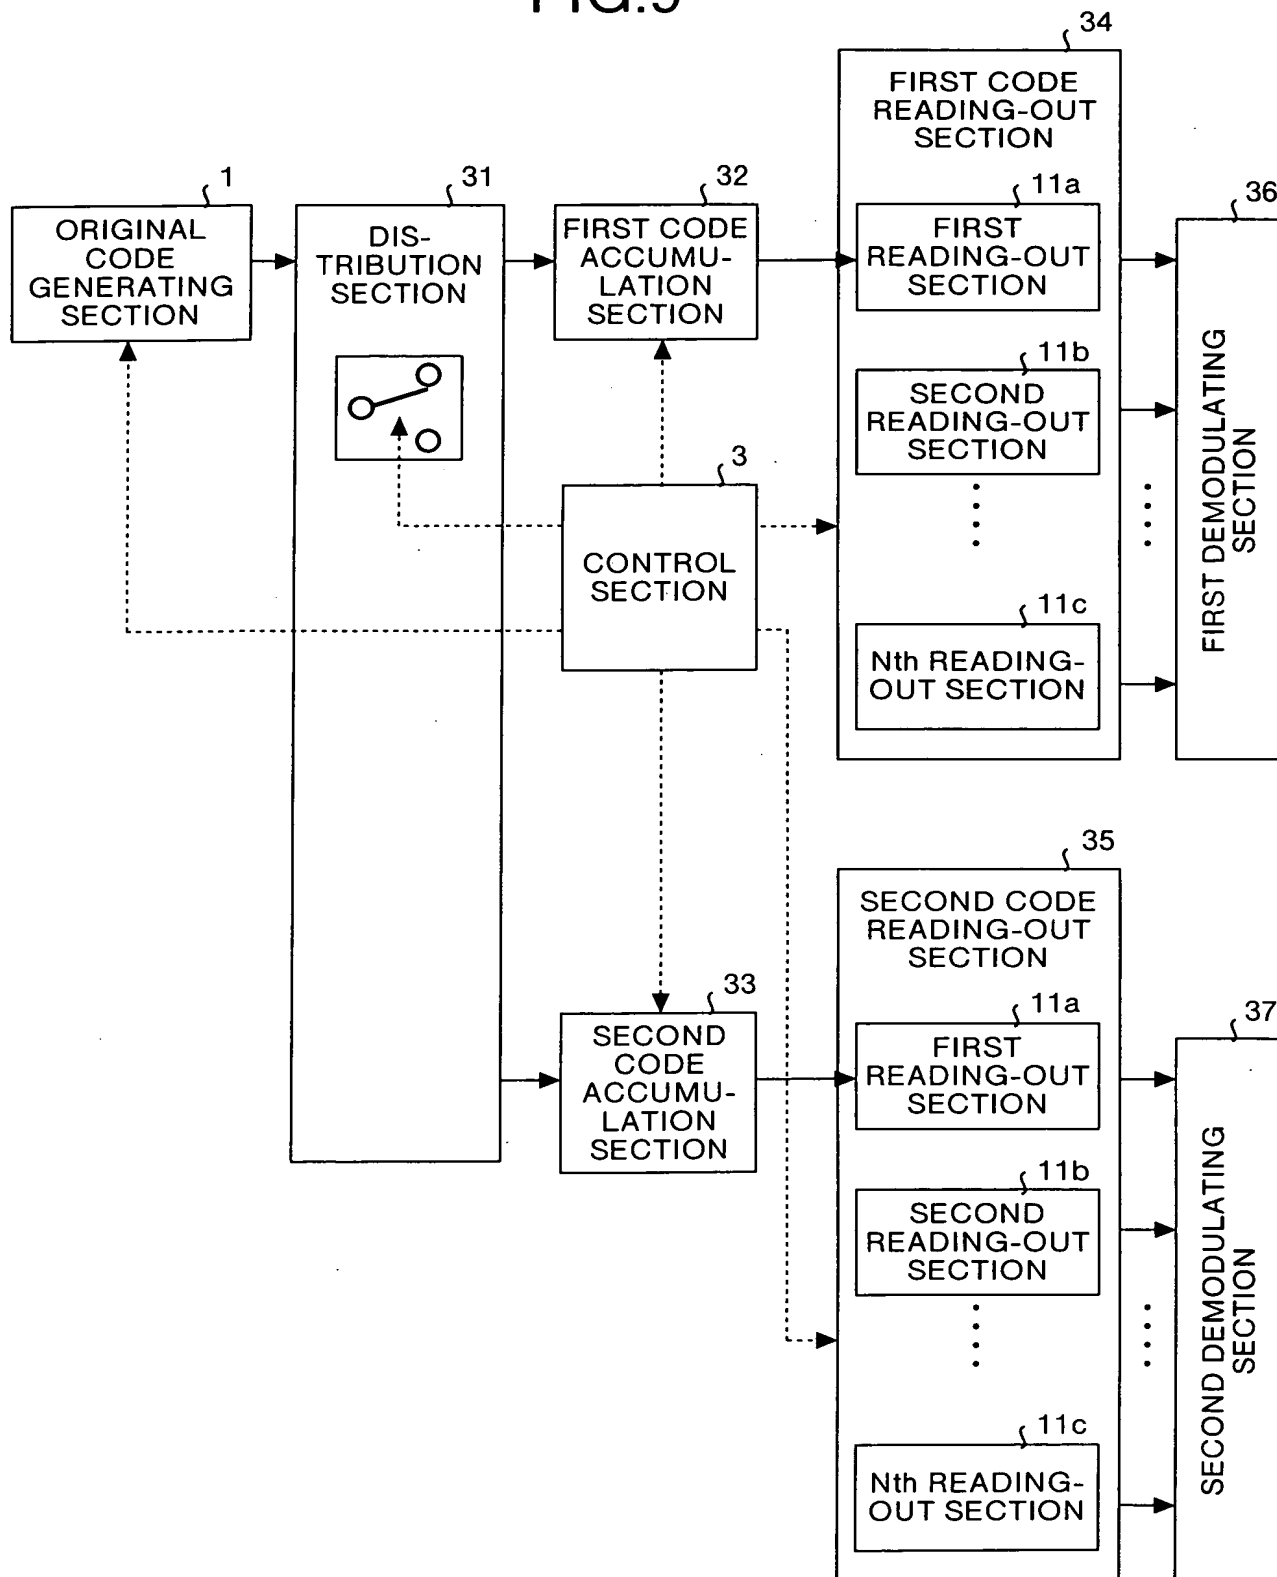 34
FIRST CODE
READING-OUT
SECTION
1
ORIGINAL
CODE
GENERATING
SECTION
31
DIS-
TRIBUTION
SECTION
32
FIRST CODE
ACCUMU-
LATION
SECTION
11a
FIRST
READING-OUT
SECTION
36
FIRST DEMODULATING
SECTION
11b
SECOND
READING-OUT
SECTION
3
CONTROL
SECTION
11c
Nth READING-
OUT SECTION
35
SECOND CODE
READING-OUT
SECTION
33
SECOND
CODE
ACCUMU-
LATION
SECTION
11a
FIRST
READING-OUT
SECTION
37
SECOND DEMODULATING
SECTION
11b
SECOND
READING-OUT
SECTION
11c
Nth READING-
OUT SECTION